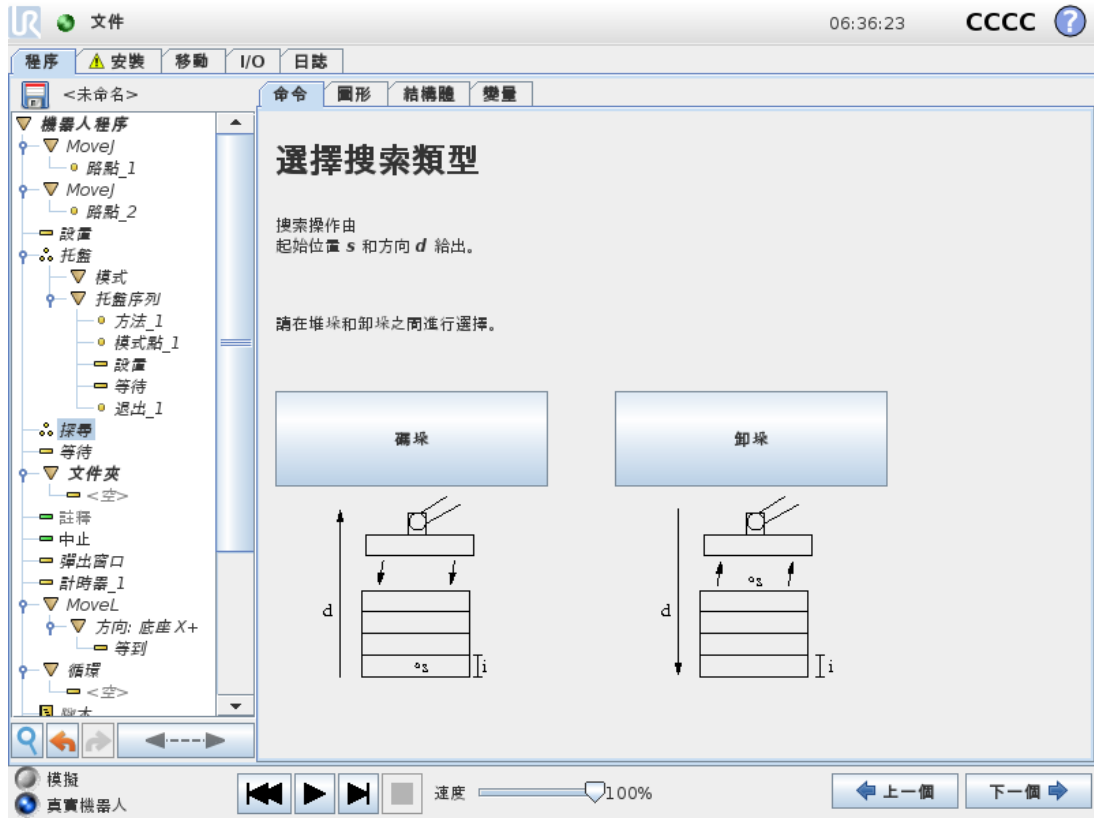 UR 文件 06:36:23 CCCC ?
程序 安裝 移動 I/O 日誌
<未命名>
命令 圖形 結構體 變量
機器人程序
MoveJ
路點_1
MoveJ
路點_2
設置
托盤
模式
托盤序列
方法_1
模式點_1
設置
等待
退出_1
探尋
等待
文件夾
<空>
註釋
中止
彈出窗口
計時器_1
MoveL
方向: 底座 X+
等到
循環
<空>
選擇搜索類型
搜索操作由
起始位置 s 和方向 d 給出。
請在堆垛和卸垛之間進行選擇。
碼垛
卸垛
d
s
i
d
s
i
模擬
真實機器人
速度 100%
上一個 下一個